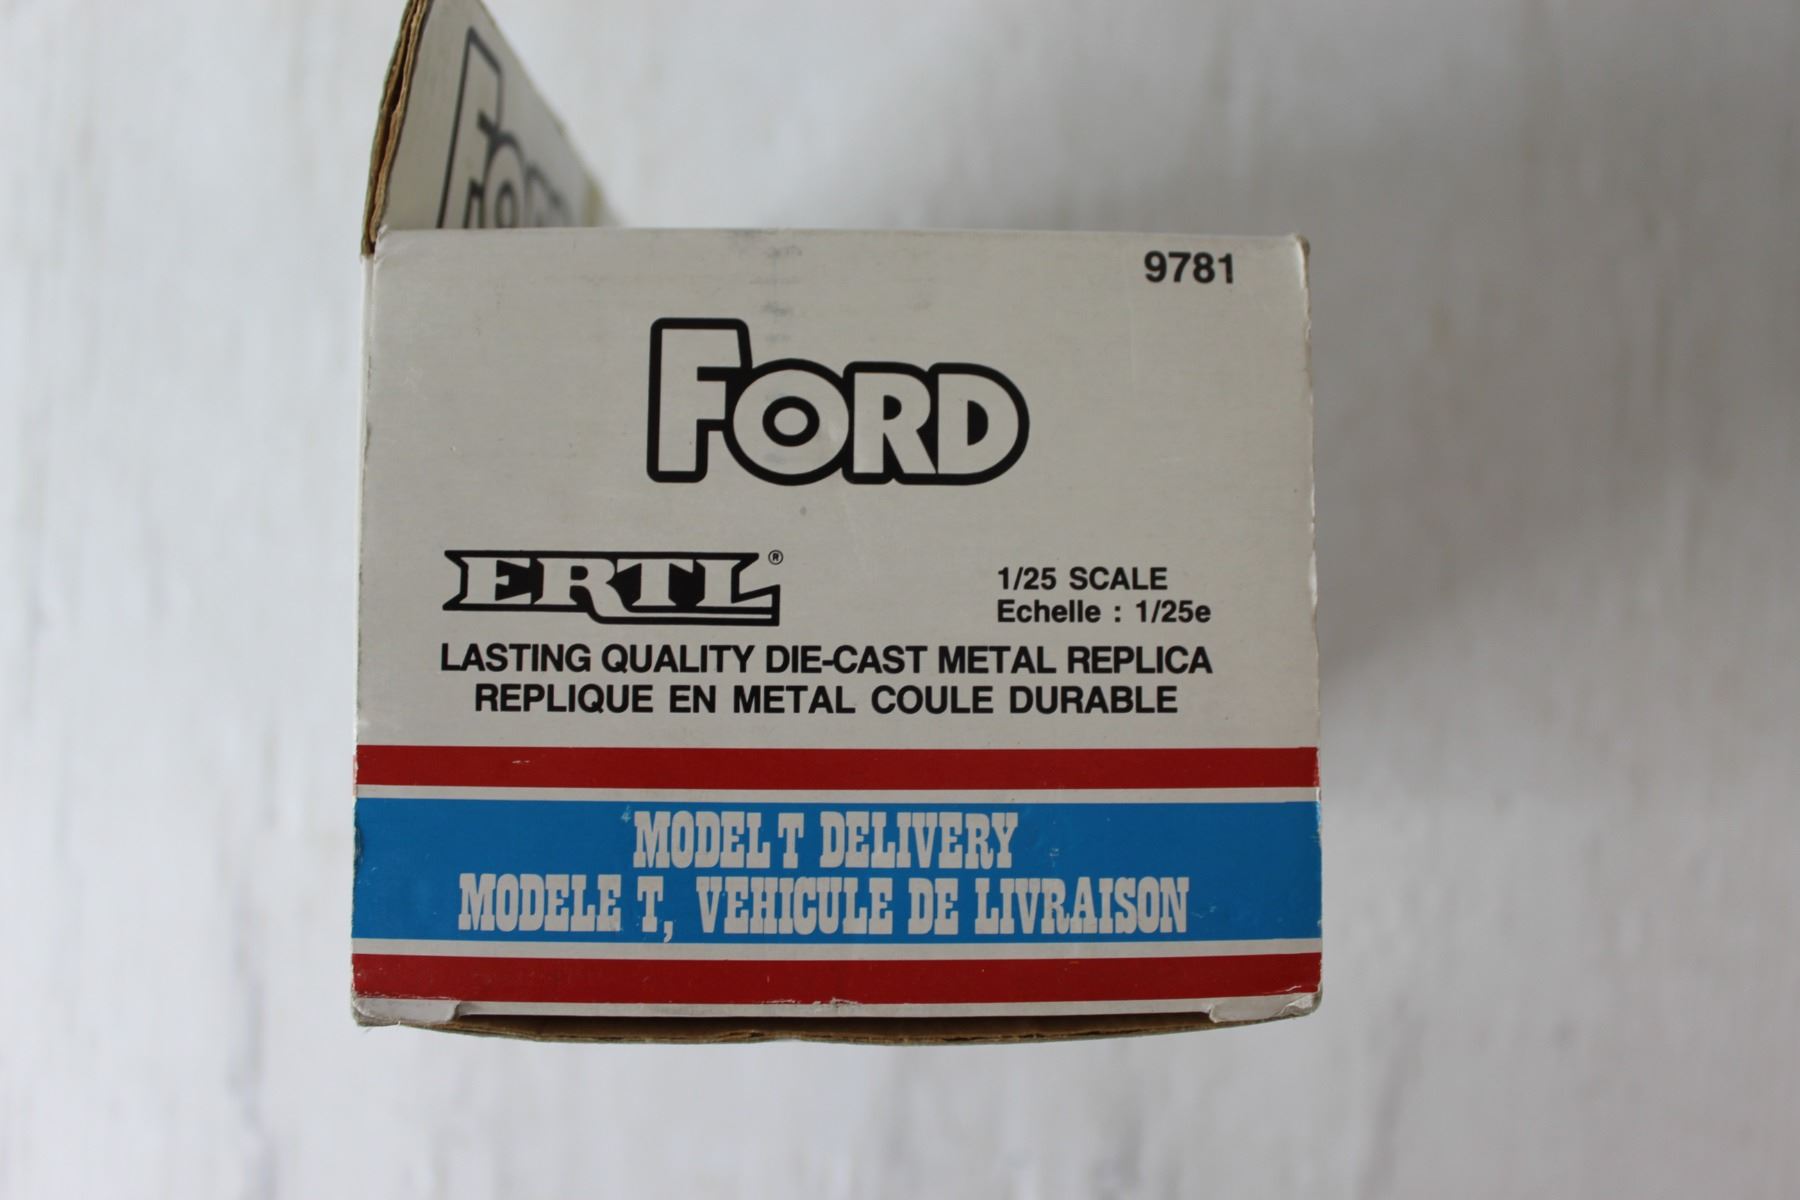 FORD
9781
FORD
ERTL®
1/25 SCALE
Echelle : 1/25e
LASTING QUALITY DIE-CAST METAL REPLICA
REPLIQUE EN METAL COULE DURABLE
MODEL T DELIVERY
MODELE T, VEHICULE DE LIVRAISON